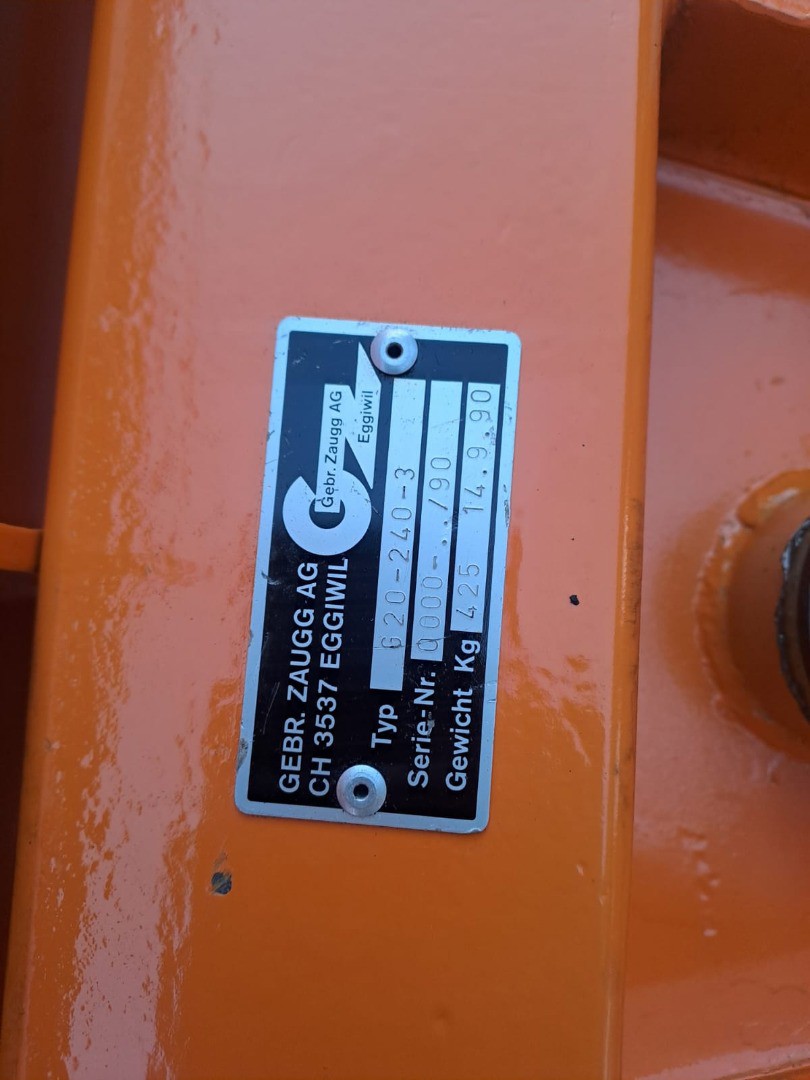 Gebr. Zaugg AG
Eggiwil
GEBR. ZAUGG AG
CH 3537 EGGIWIL
Typ G20-240-3
Serie-Nr. 0000-../90
Gewicht Kg 425 14.9.90